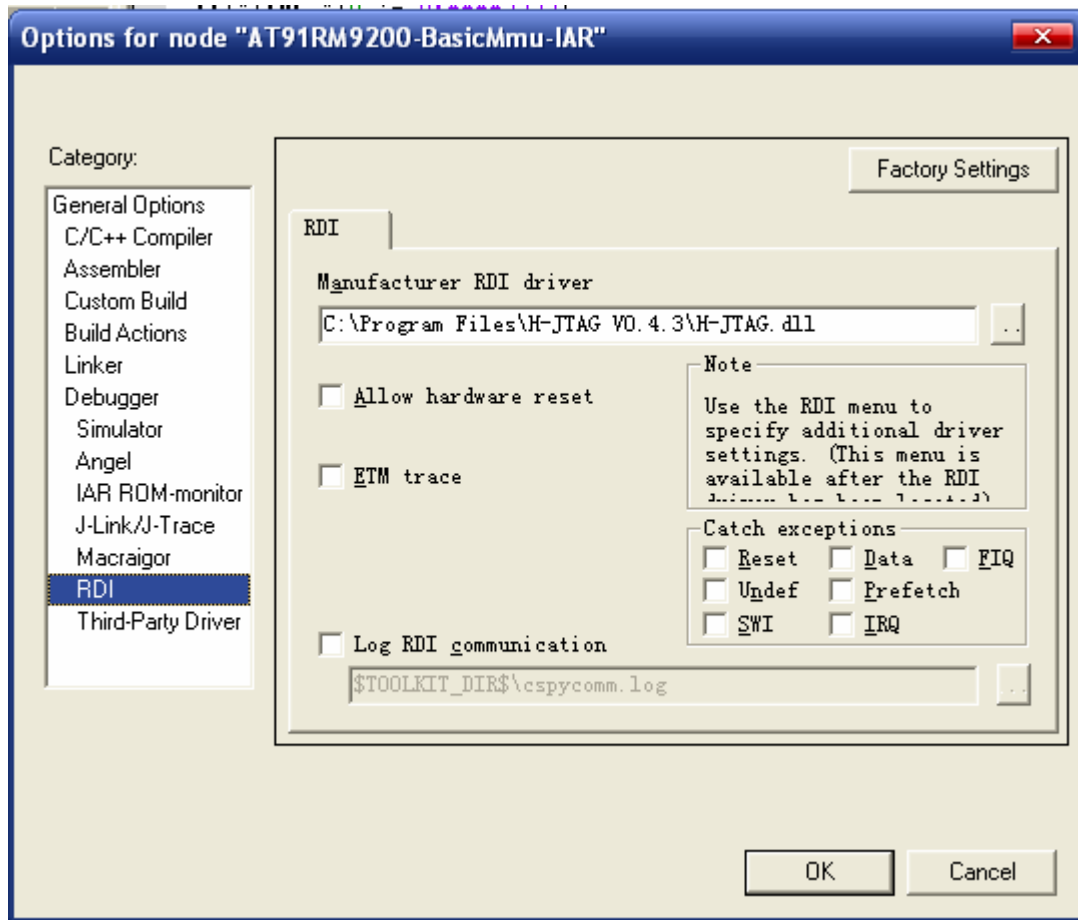 Options for node "AT91RM9200-BasicMmu-IAR"
Category:
General Options
C/C++ Compiler
Assembler
Custom Build
Build Actions
Linker
Debugger
Simulator
Angel
IAR ROM-monitor
J-Link/J-Trace
Macraigor
RDI
Third-Party Driver
Factory Settings
RDI
Manufacturer RDI driver
C:\Program Files\H-JTAG V0.4.3\H-JTAG.dll
..
Allow hardware reset
ETM trace
Note
Use the RDI menu to
specify additional driver
settings. (This menu is
available after the RDI
Catch exceptions
Reset Data FIQ
Undef Prefetch
SWI IRQ
Log RDI communication
$TOOLKIT_DIR$\cspycomm.log
..
OK Cancel